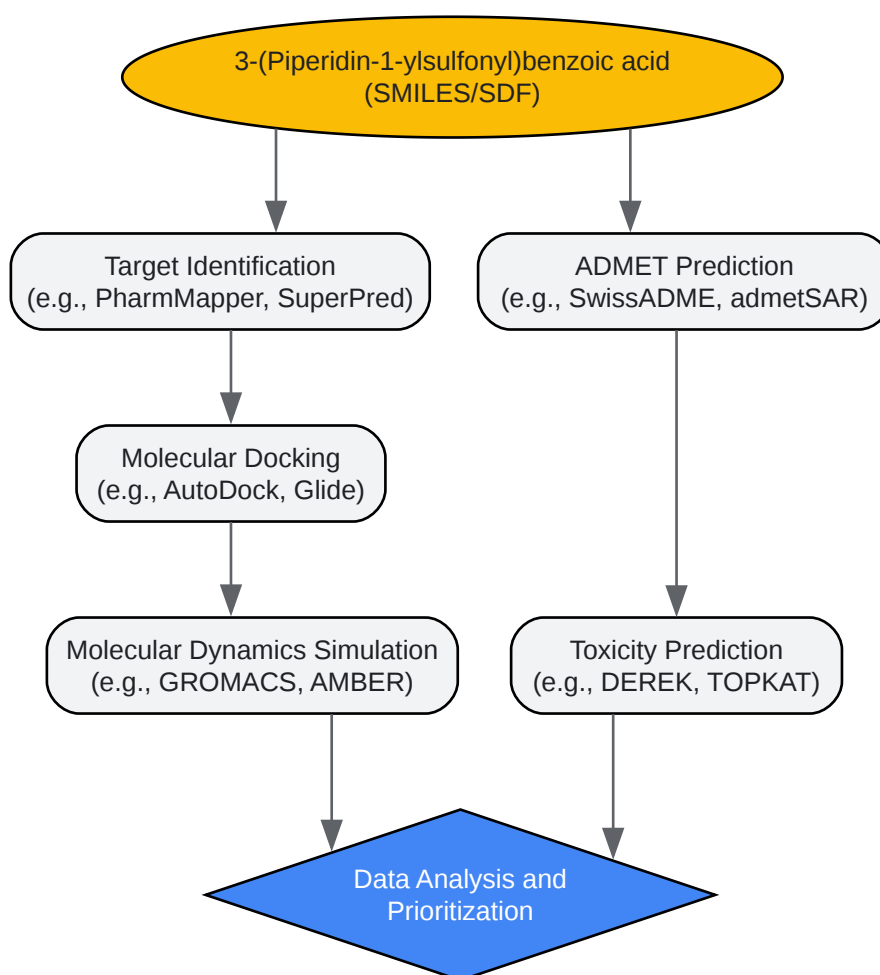 3-(Piperidin-1-ylsulfonyl)benzoic acid
(SMILES/SDF)
Target Identification
(e.g., PharmMapper, SuperPred)
ADMET Prediction
(e.g., SwissADME, admetSAR)
Molecular Docking
(e.g., AutoDock, Glide)
Molecular Dynamics Simulation
(e.g., GROMACS, AMBER)
Toxicity Prediction
(e.g., DEREK, TOPKAT)
Data Analysis and
Prioritization